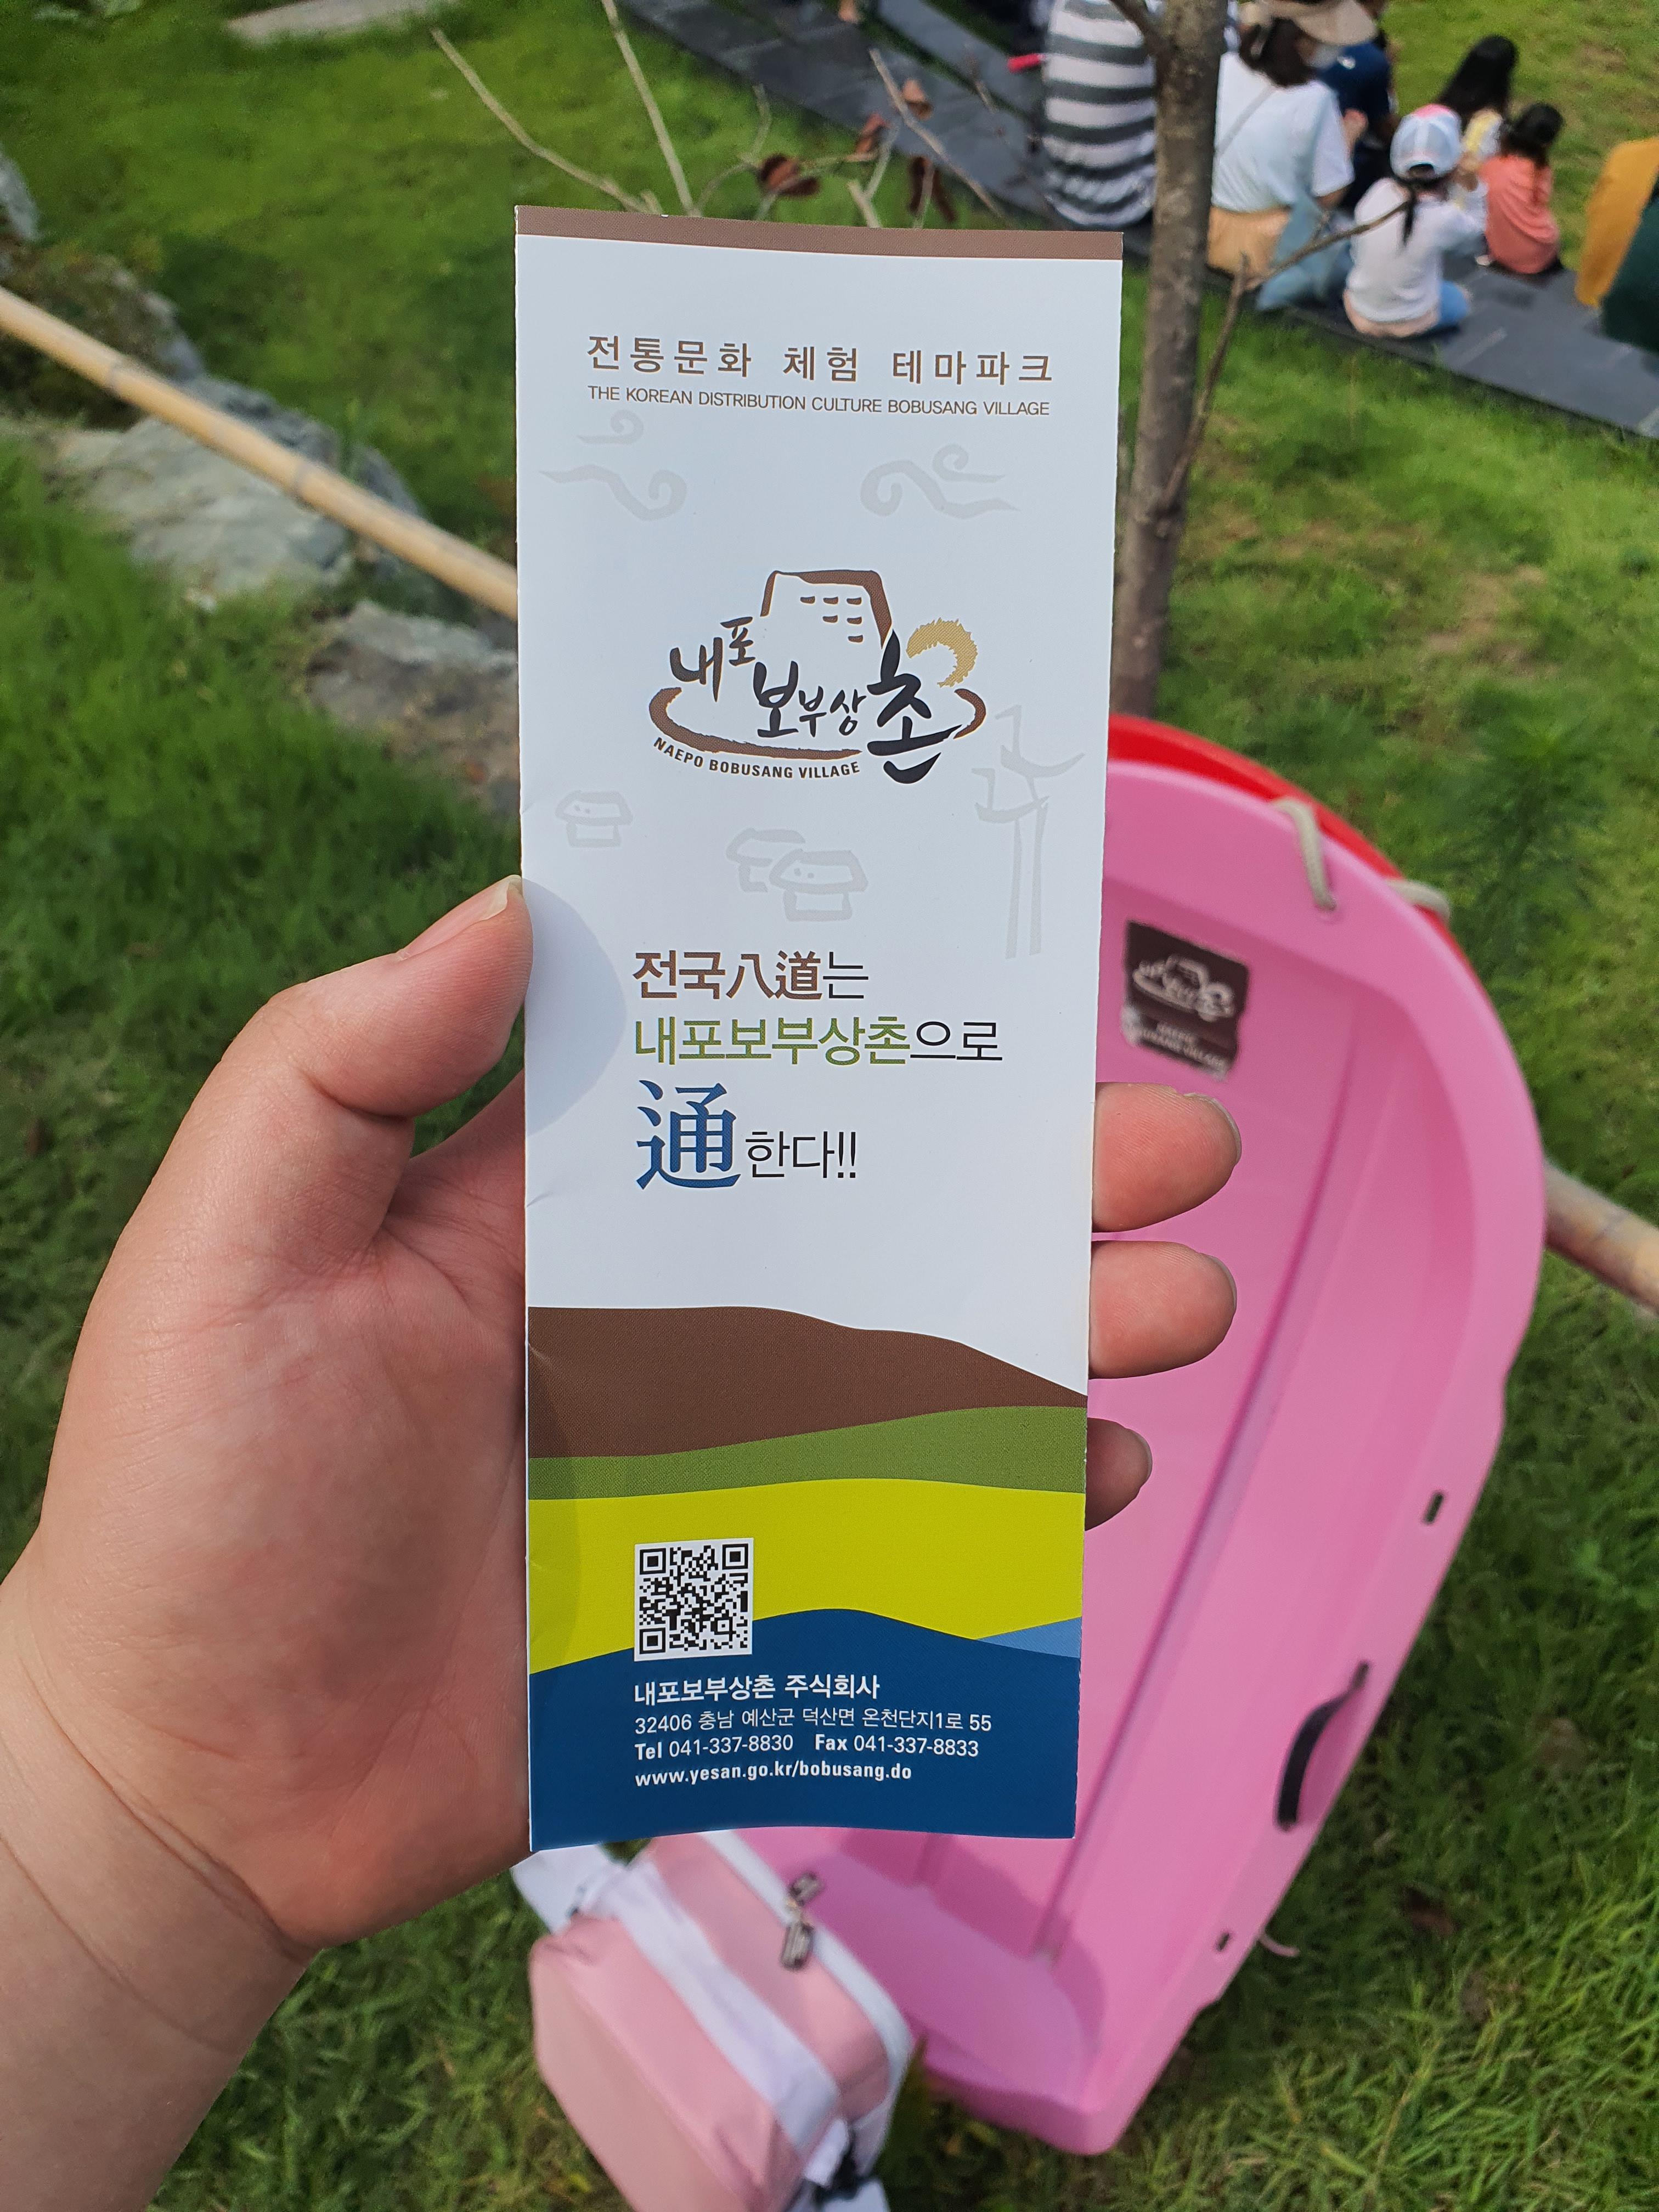 전통문화 체험 테마파크
THE KOREAN DISTRIBUTION CULTURE BOBUSANG VILLAGE
내포
보부상촌
NAEPO BOBUSANG VILLAGE
전국八道는
내포보부상촌으로
通한다!!
내포보부상촌 주식회사
32406 충남 예산군 덕산면 온천단지1로 55
Tel 041-337-8830 Fax 041-337-8833
www.yesan.go.kr/bobusang.do